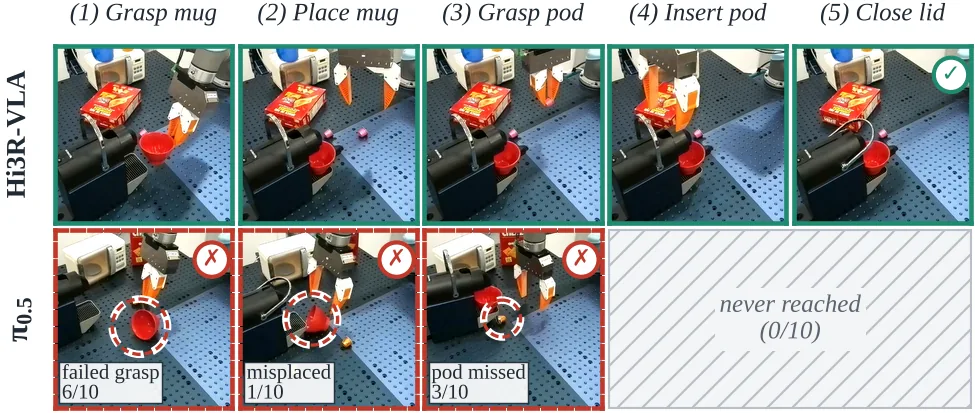 (1) Grasp mug
(2) Place mug
(3) Grasp pod
(4) Insert pod
(5) Close lid
Hi3R-VLA
✓
π0.5
✗
✗
✗
failed grasp
6/10
misplaced
1/10
pod missed
3/10
never reached
(0/10)